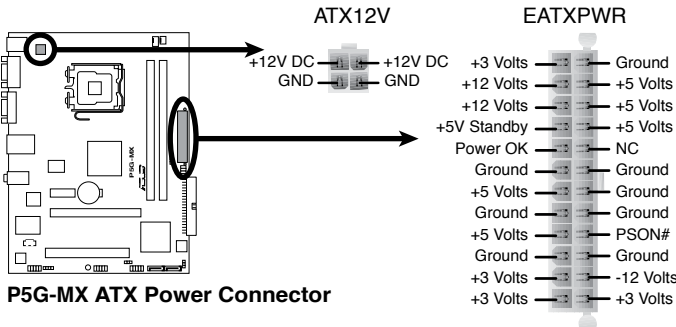 ATX12V
EATXPWR
+12V DC +12V DC
GND GND
P5G-MX
+3 Volts Ground
+12 Volts +5 Volts
+12 Volts +5 Volts
+5V Standby +5 Volts
Power OK NC
Ground Ground
+5 Volts Ground
Ground Ground
+5 Volts PSON#
Ground Ground
+3 Volts -12 Volts
+3 Volts +3 Volts
P5G-MX ATX Power Connector